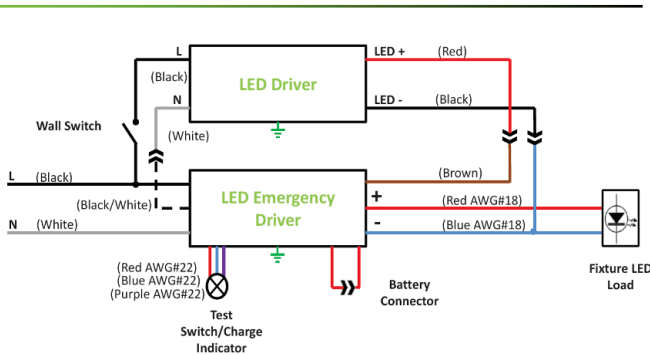 L
LED +
(Red)
(Black)
LED Driver
N
LED -
(Black)
Wall Switch
(White)
L
(Black)
(Brown)
(Black/White)
LED Emergency
Driver
+
(Red AWG#18)
N
(White)
-
(Blue AWG#18)
(Red AWG#22)
(Blue AWG#22)
(Purple AWG#22)
Battery
Connector
Fixture LED
Load
Test
Switch/Charge
Indicator